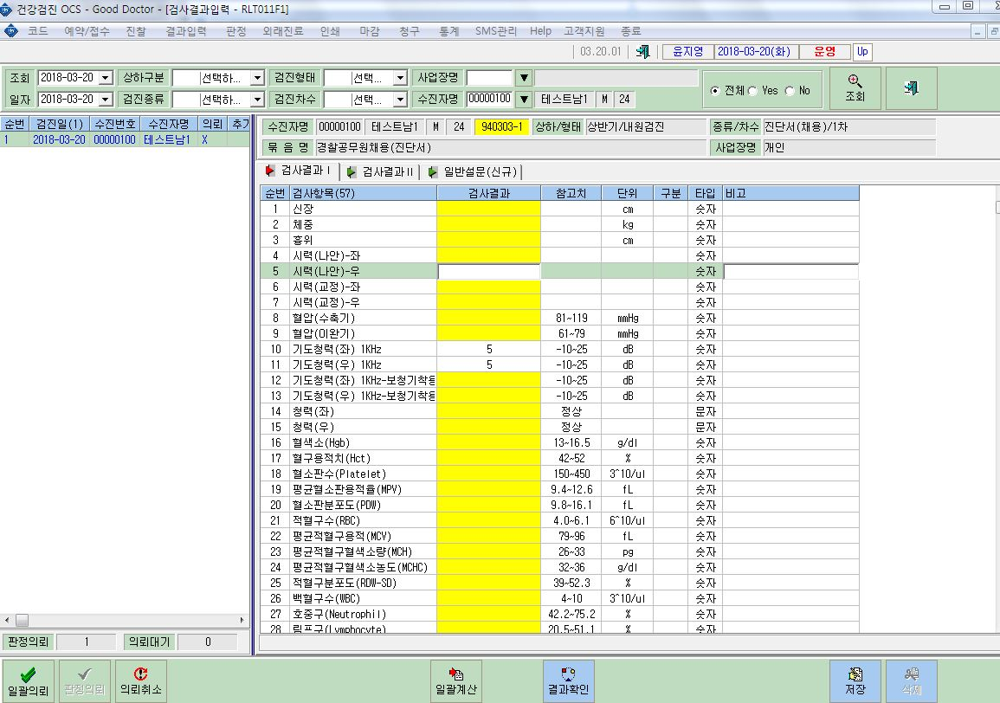 건강검진 OCS - Good Doctor - [검사결과입력 - RLT011F1]
코드 예약/접수 진찰 결과입력 판정 외래진료 인쇄 마감 청구 통계 SMS관리 Help 고객지원 종료
03.20.01 윤지영 2018-03-20(화) 운영 Up
조회 2018-03-20 상하구분 선택하... 검진형태 선택... 사업장명 전체 Yes No 조회
일자 2018-03-20 검진종류 선택하... 검진차수 선택... 수진자명 00000100 테스트남1 M 24
순번 검진일(1) 수진번호 수진자명 의뢰 추가
1 2018-03-20 00000100 테스트남1 X
수진자명 00000100 테스트남1 M 24 940303-1 상하/형태 상반기/내원검진 종류/차수 진단서(채용)/1차
묶 음 명 경찰공무원채용(진단서) 사업장명 개인
검사결과 I 검사결과 II 일반설문(신규)
순번 검사항목(57) 검사결과 참고치 단위 구분 타입 비고
1 신장 cm 숫자
2 체중 kg 숫자
3 흉위 cm 숫자
4 시력(나안)-좌 숫자
5 시력(나안)-우 숫자
6 시력(교정)-좌 숫자
7 시력(교정)-우 숫자
8 혈압(수축기) 81~119 mmHg 숫자
9 혈압(이완기) 61~79 mmHg 숫자
10 기도청력(좌) 1KHz 5 -10~25 dB 숫자
11 기도청력(우) 1KHz 5 -10~25 dB 숫자
12 기도청력(좌) 1KHz-보청기착용 -10~25 dB 숫자
13 기도청력(우) 1KHz-보청기착용 -10~25 dB 숫자
14 청력(좌) 정상 문자
15 청력(우) 정상 문자
16 혈색소(Hgb) 13~16.5 g/dl 숫자
17 혈구용적치(Hct) 42~52 % 숫자
18 혈소판수(Platelet) 150~450 3^10/ul 숫자
19 평균혈소판용적율(MPV) 9.4~12.6 fL 숫자
20 혈소판분포도(PDW) 9.8~16.1 fL 숫자
21 적혈구수(RBC) 4.0~6.1 6^10/ul 숫자
22 평균적혈구용적(MCV) 79~96 fL 숫자
23 평균적혈구혈색소량(MCH) 26~33 pg 숫자
24 평균적혈구혈색소농도(MCHC) 32~36 g/dl 숫자
25 적혈구분포도(RDW-SD) 39~52.3 % 숫자
26 백혈구수(WBC) 4~10 3^10/ul 숫자
27 호중구(Neutrophil) 42.2~75.2 % 숫자
28 림프구(Lymphocyte) 20.5~51.1 % 숫자
판정의뢰 1 의뢰대기 0
일괄의뢰 판정의뢰 의뢰취소 일괄계산 결과확인 저장 삭제